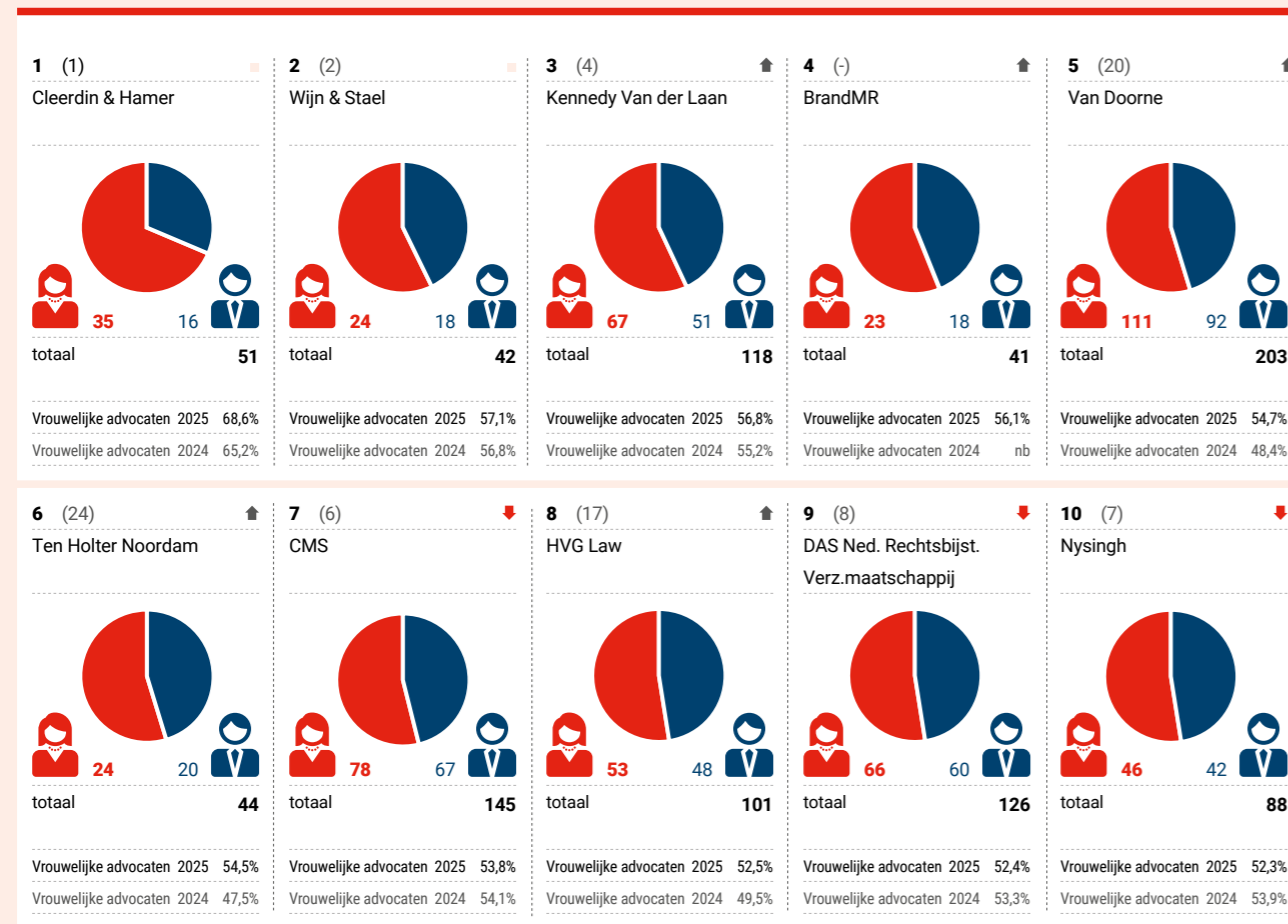 1 (1)
Cleerdin & Hamer
35 16
totaal 51
Vrouwelijke advocaten 2025 68,6%
Vrouwelijke advocaten 2024 65,2%
2 (2)
Wijn & Stael
24 18
totaal 42
Vrouwelijke advocaten 2025 57,1%
Vrouwelijke advocaten 2024 56,8%
3 (4)
Kennedy Van der Laan
67 51
totaal 118
Vrouwelijke advocaten 2025 56,8%
Vrouwelijke advocaten 2024 55,2%
4 (-)
BrandMR
23 18
totaal 41
Vrouwelijke advocaten 2025 56,1%
Vrouwelijke advocaten 2024 nb
5 (20)
Van Doorne
111 92
totaal 203
Vrouwelijke advocaten 2025 54,7%
Vrouwelijke advocaten 2024 48,4%
6 (24)
Ten Holter Noordam
24 20
totaal 44
Vrouwelijke advocaten 2025 54,5%
Vrouwelijke advocaten 2024 47,5%
7 (6)
CMS
78 67
totaal 145
Vrouwelijke advocaten 2025 53,8%
Vrouwelijke advocaten 2024 54,1%
8 (17)
HVG Law
53 48
totaal 101
Vrouwelijke advocaten 2025 52,5%
Vrouwelijke advocaten 2024 49,5%
9 (8)
DAS Ned. Rechtsbijst.
Verz.maatschappij
66 60
totaal 126
Vrouwelijke advocaten 2025 52,4%
Vrouwelijke advocaten 2024 53,3%
10 (7)
Nysingh
46 42
totaal 88
Vrouwelijke advocaten 2025 52,3%
Vrouwelijke advocaten 2024 53,9%